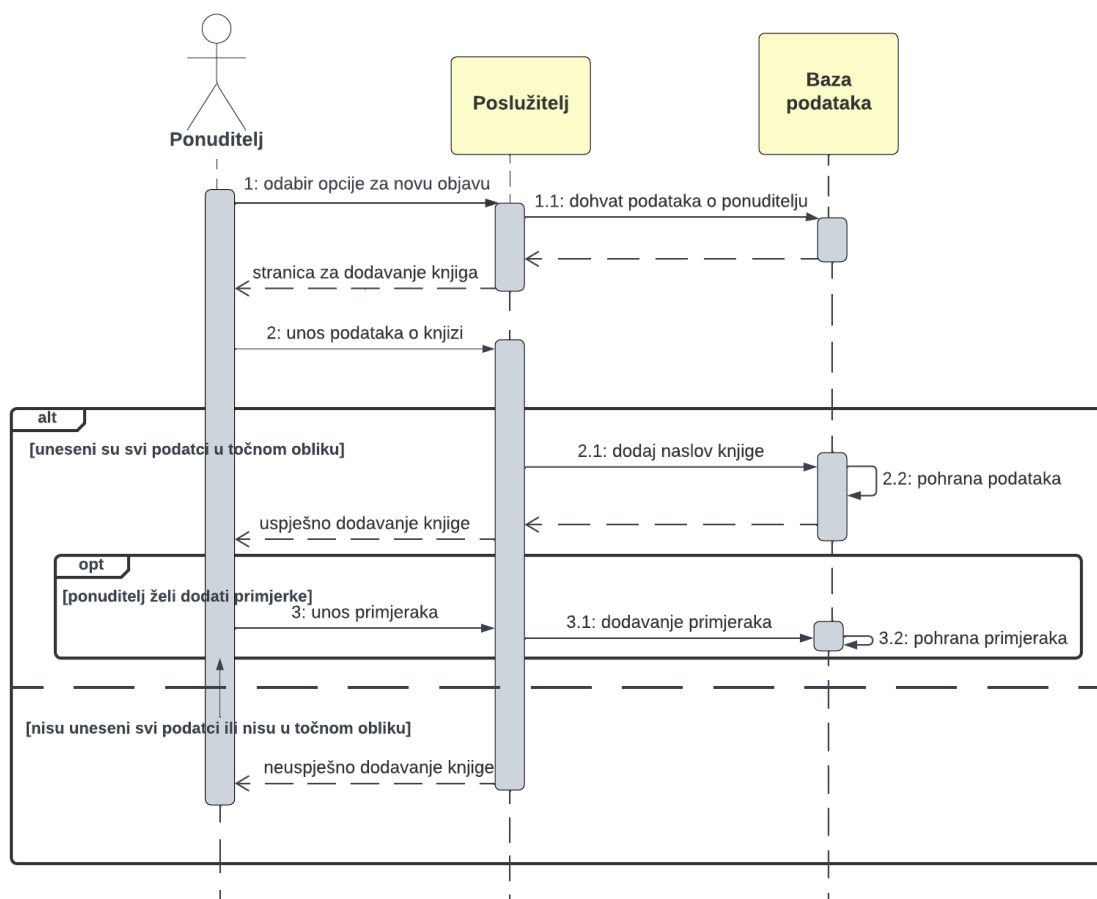 Ponuditelj
Poslužitelj
Baza
podataka
1: odabir opcije za novu objavu
1.1: dohvat podataka o ponuditelju
stranica za dodavanje knjiga
2: unos podataka o knjizi
alt
[uneseni su svi podatci u točnom obliku]
2.1: dodaj naslov knjige
2.2: pohrana podataka
uspješno dodavanje knjige
opt
[ponuditelj želi dodati primjerke]
3: unos primjeraka
3.1: dodavanje primjeraka
3.2: pohrana primjeraka
[nisu uneseni svi podatci ili nisu u točnom obliku]
neuspješno dodavanje knjige